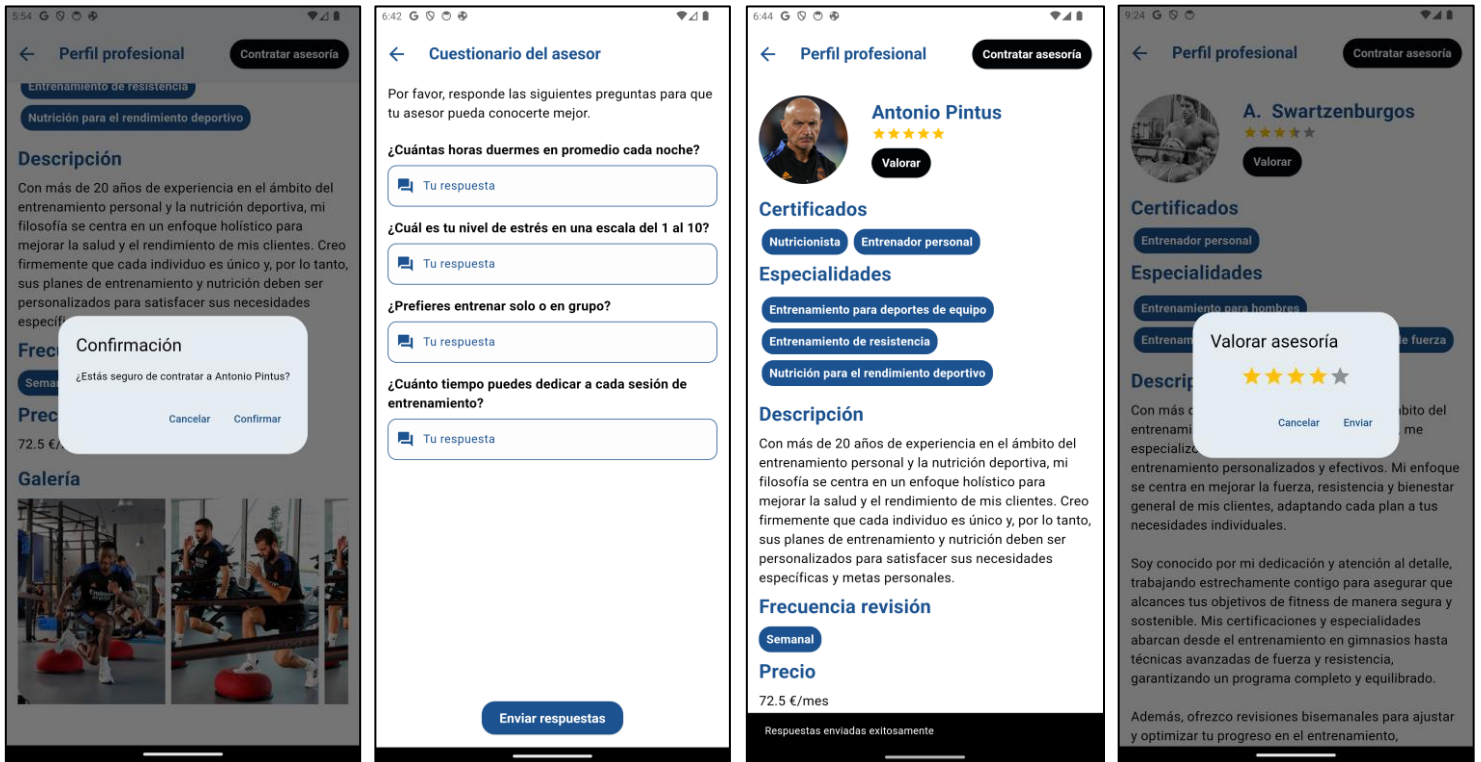 5:54
Perfil profesional
Contratar asesoría
Entrenamiento de resistencia
Nutrición para el rendimiento deportivo
Descripción
Con más de 20 años de experiencia en el ámbito del
entrenamiento personal y la nutrición deportiva, mi
filosofía se centra en un enfoque holístico para
mejorar la salud y el rendimiento de mis clientes. Creo
firmemente que cada individuo es único y, por lo tanto,
sus planes de entrenamiento y nutrición deben ser
personalizados para satisfacer sus necesidades
Confirmación
¿Estás seguro de contratar a Antonio Pintus?
Cancelar
Confirmar
72.5
Galería
6:42
Cuestionario del asesor
Por favor, responde las siguientes preguntas para que
tu asesor pueda conocerte mejor.
¿Cuántas horas duermes en promedio cada noche?
Tu respuesta
¿Cuál es tu nivel de estrés en una escala del 1 al 10?
Tu respuesta
¿Prefieres entrenar solo o en grupo?
Tu respuesta
¿Cuánto tiempo puedes dedicar a cada sesión de
entrenamiento?
Tu respuesta
Enviar respuestas
6:44
Perfil profesional
Contratar asesoría
Antonio Pintus
Valorar
Certificados
Nutricionista
Entrenador personal
Especialidades
Entrenamiento para deportes de equipo
Entrenamiento de resistencia
Nutrición para el rendimiento deportivo
Descripción
Con más de 20 años de experiencia en el ámbito del
entrenamiento personal y la nutrición deportiva, mi
filosofía se centra en un enfoque holístico para
mejorar la salud y el rendimiento de mis clientes. Creo
firmemente que cada individuo es único y, por lo tanto,
sus planes de entrenamiento y nutrición deben ser
personalizados para satisfacer sus necesidades
específicas y metas personales.
Frecuencia revisión
Semanal
Precio
72.5 €/mes
Respuestas enviadas exitosamente
9:24
Perfil profesional
Contratar asesoría
A. Swartzenburgos
Valorar
Certificados
Entrenador personal
Especialidades
Entrenamiento para hombres
de fuerza
Valorar asesoría
Cancelar
Enviar
Con más
me
entrenamiento personalizados y efectivos. Mi enfoque
se centra en mejorar la fuerza, resistencia y bienestar
general de mis clientes, adaptando cada plan a tus
necesidades individuales.
Soy conocido por mi dedicación y atención al detalle,
trabajando estrechamente contigo para asegurar que
alcances tus objetivos de fitness de manera segura y
sostenible. Mis certificaciones y especialidades
abarcan desde el entrenamiento en gimnasios hasta
técnicas avanzadas de fuerza y resistencia,
garantizando un programa completo y equilibrado.
Además, ofrezco revisiones bisemanales para ajustar
y optimizar tu progreso en el entrenamiento,